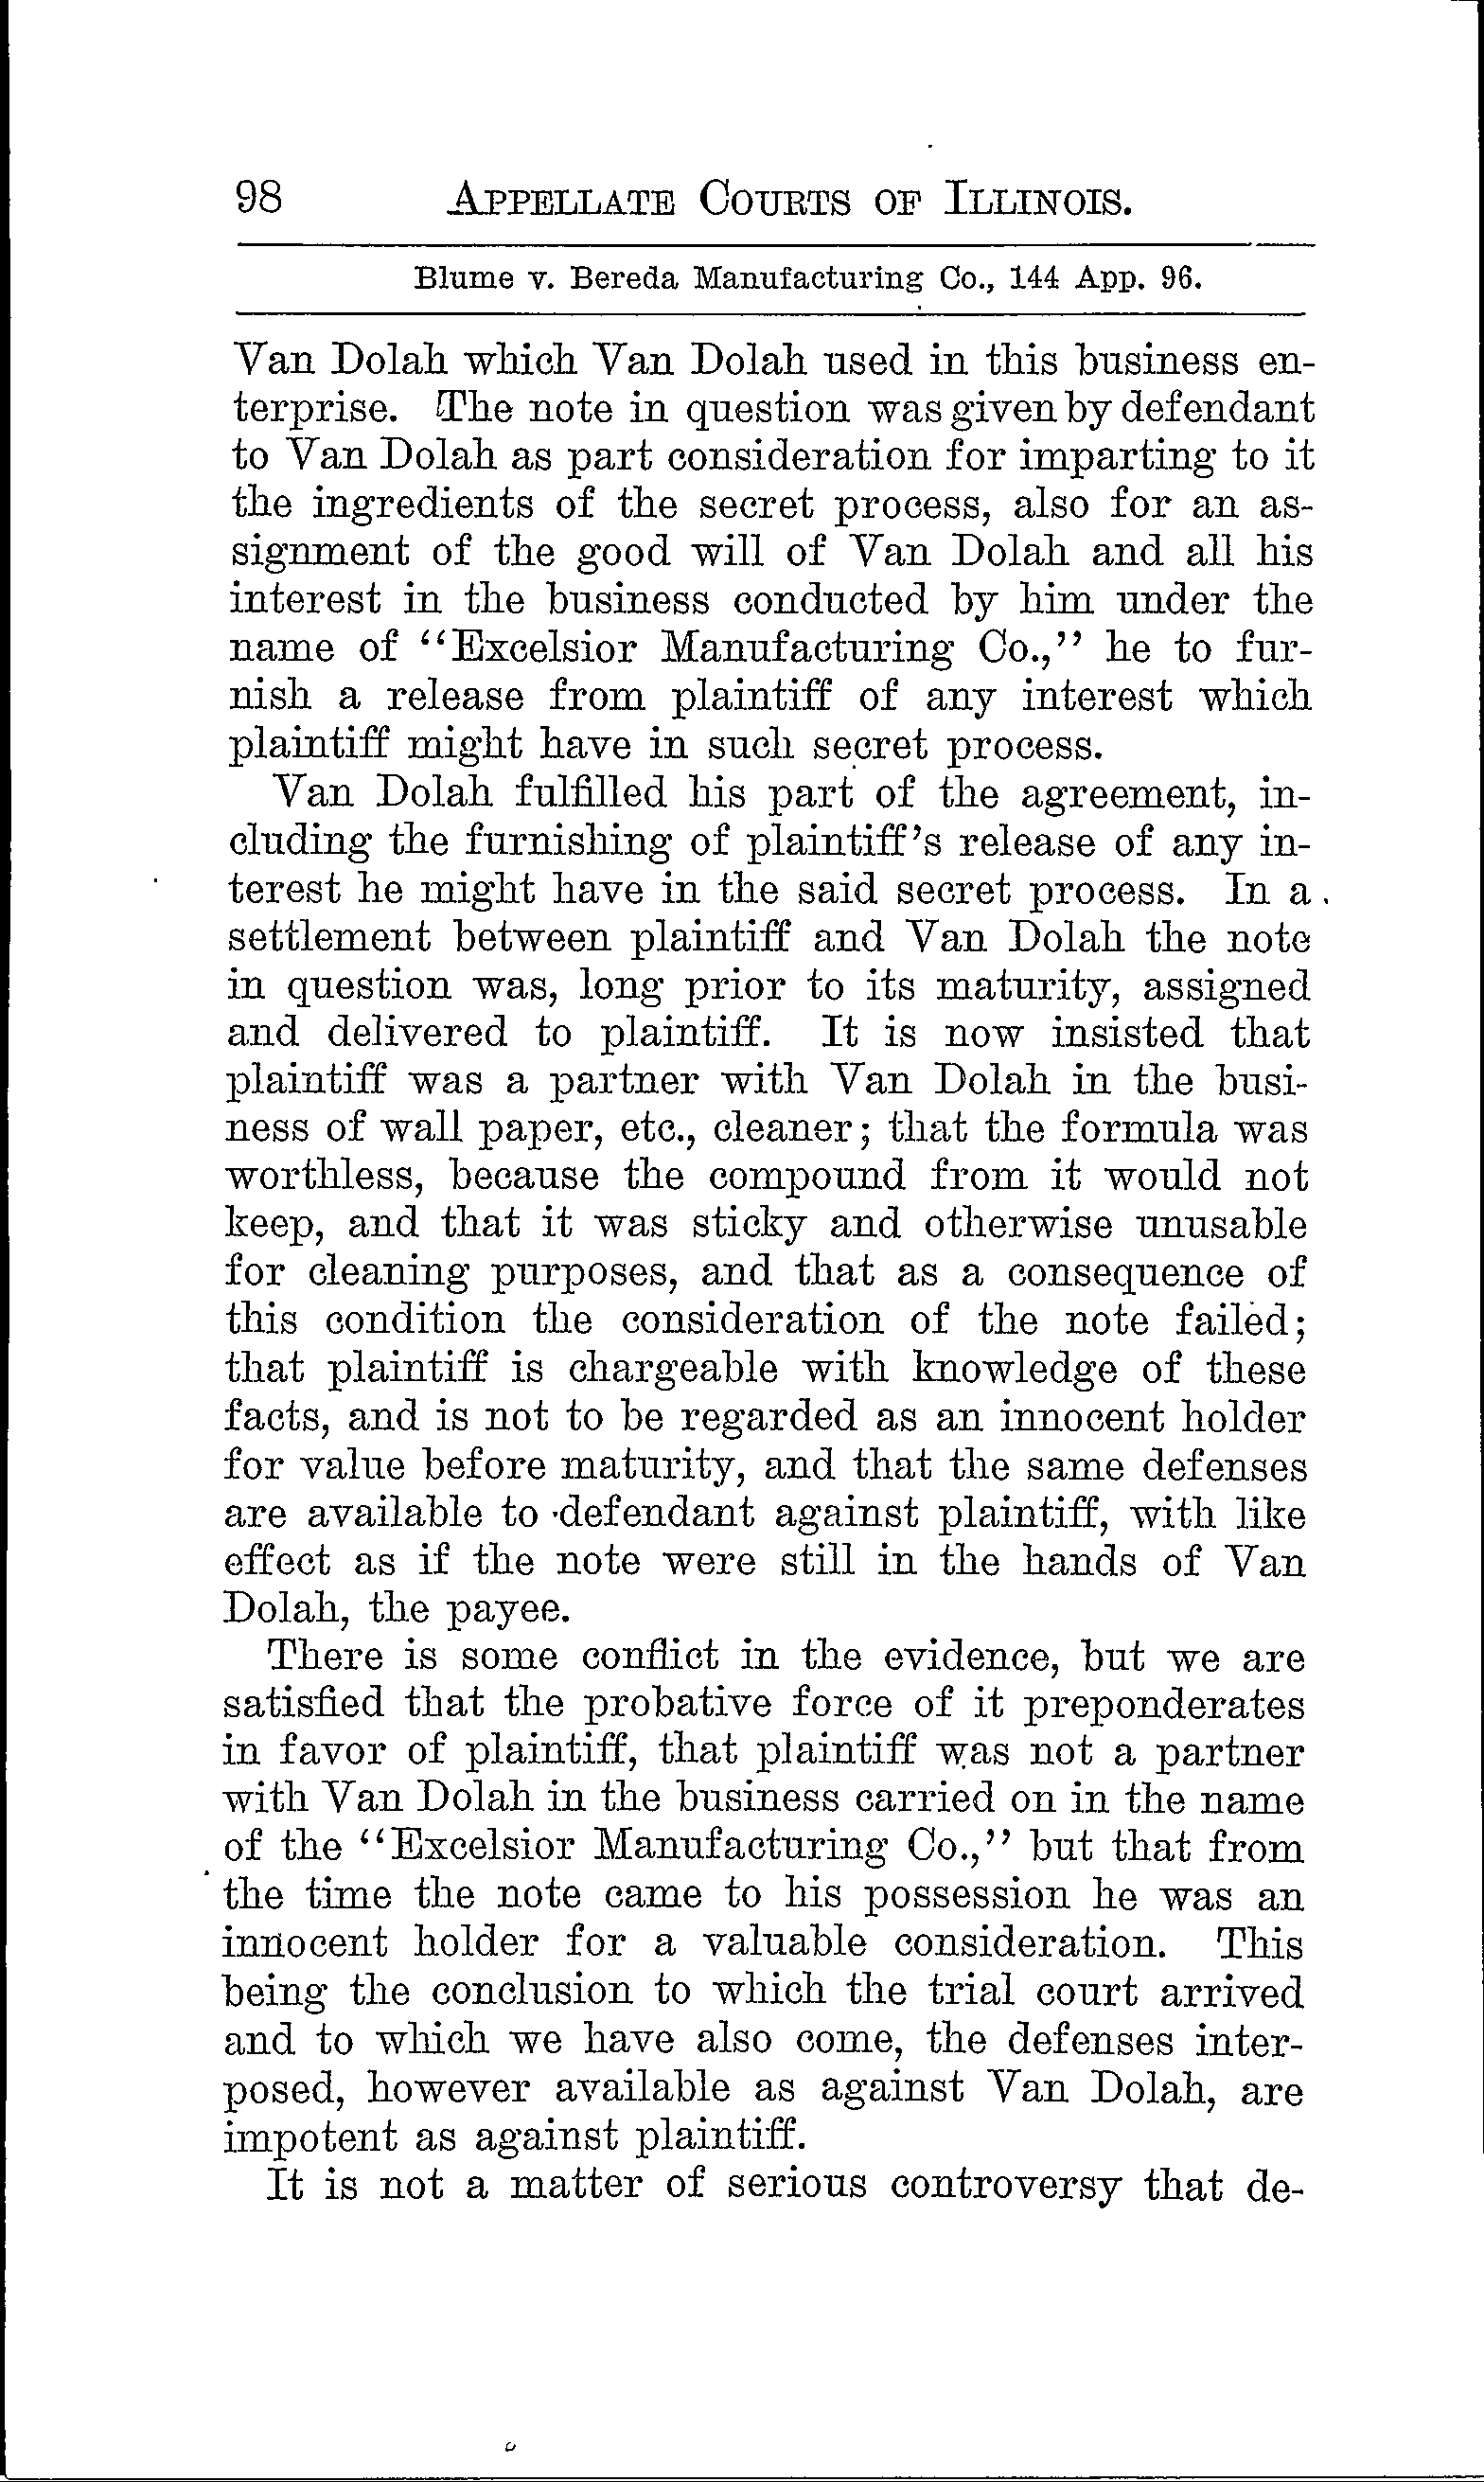 98 APPELLATE COURTS OF ILLINOIS.
Blume v. Bereda Manufacturing Co., 144 App. 96.
Van Dolah which Van Dolah used in this business en-
terprise. The note in question was given by defendant
to Van Dolah as part consideration for imparting to it
the ingredients of the secret process, also for an as-
signment of the good will of Van Dolah and all his
interest in the business conducted by him under the
name of "Excelsior Manufacturing Co.," he to fur-
nish a release from plaintiff of any interest which
plaintiff might have in such secret process.
Van Dolah fulfilled his part of the agreement, in-
cluding the furnishing of plaintiff's release of any in-
terest he might have in the said secret process. In a
settlement between plaintiff and Van Dolah the note
in question was, long prior to its maturity, assigned
and delivered to plaintiff. It is now insisted that
plaintiff was a partner with Van Dolah in the busi-
ness of wall paper, etc., cleaner; that the formula was
worthless, because the compound from it would not
keep, and that it was sticky and otherwise unusable
for cleaning purposes, and that as a consequence of
this condition the consideration of the note failed;
that plaintiff is chargeable with knowledge of these
facts, and is not to be regarded as an innocent holder
for value before maturity, and that the same defenses
are available to defendant against plaintiff, with like
effect as if the note were still in the hands of Van
Dolah, the payee.
There is some conflict in the evidence, but we are
satisfied that the probative force of it preponderates
in favor of plaintiff, that plaintiff was not a partner
with Van Dolah in the business carried on in the name
of the "Excelsior Manufacturing Co.," but that from
the time the note came to his possession he was an
innocent holder for a valuable consideration. This
being the conclusion to which the trial court arrived
and to which we have also come, the defenses inter-
posed, however available as against Van Dolah, are
impotent as against plaintiff.
It is not a matter of serious controversy that de-